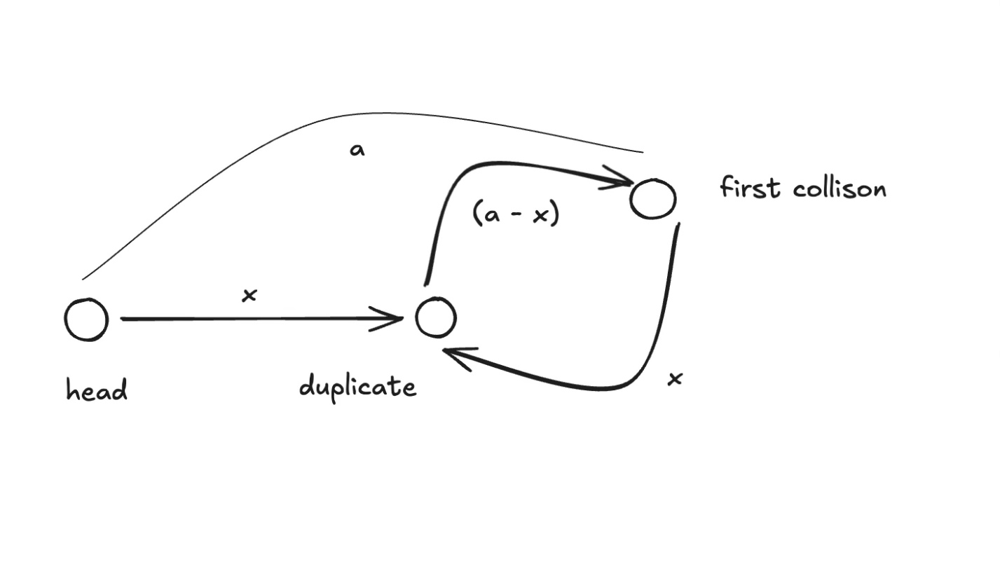 a
first collison
(a - x)
x
x
head
duplicate